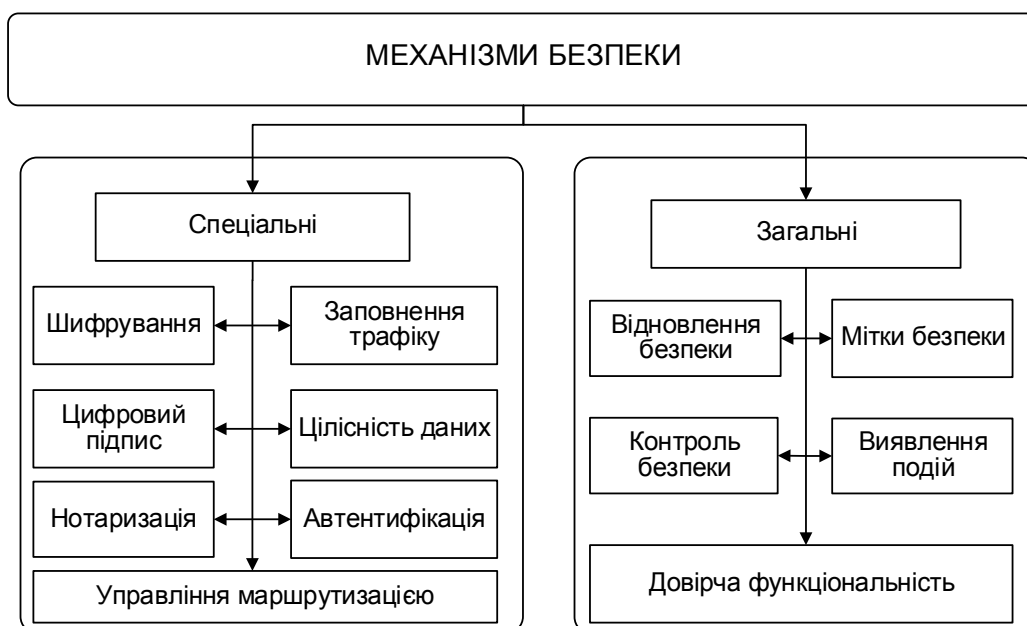 МЕХАНІЗМИ БЕЗПЕКИ
Спеціальні
Шифрування
Заповнення
трафіку
Цифровий
підпис
Цілісність даних
Нотаризація
Автентифікація
Управління маршрутизацією
Загальні
Відновлення
безпеки
Мітки безпеки
Контроль
безпеки
Виявлення
подій
Довірча функціональність